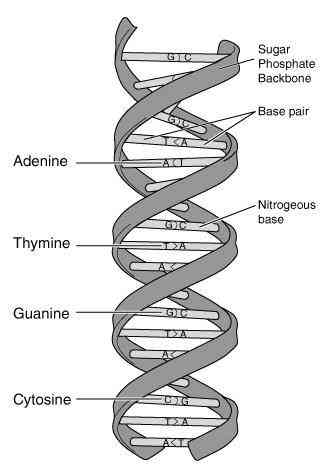 G C
Sugar
Phosphate
Backbone
G C
Base pair
T A
Adenine
A T
Nitrogeous
base
G C
Thymine
T A
A
Guanine
G C
T A
A
Cytosine
C G
T A
A T